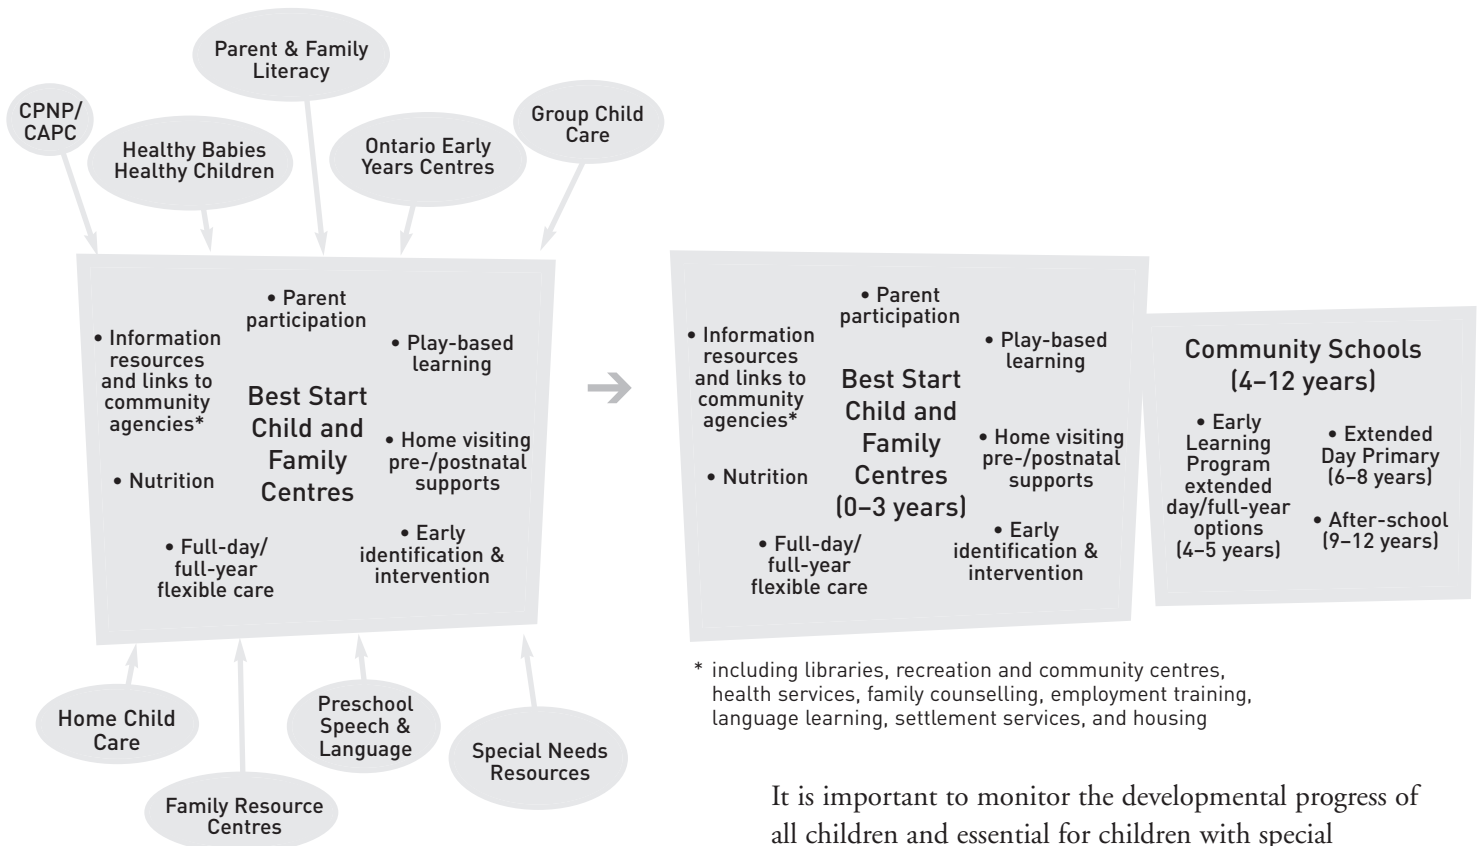 Parent & Family
Literacy
CPNP/
CAPC
Healthy Babies
Healthy Children
Ontario Early
Years Centres
Group Child
Care
• Parent
participation
• Information
resources
and links to
community
agencies*
• Play-based
learning
Best Start
Child and
Family
Centres
• Home visiting
pre-/postnatal
supports
• Nutrition
• Early
identification &
intervention
• Full-day/
full-year
flexible care
Home Child
Care
Family Resource
Centres
Preschool
Speech &
Language
Special Needs
Resources
• Parent
participation
• Information
resources
and links to
community
agencies*
• Play-based
learning
Best Start
Child and
Family
Centres
(0–3 years)
• Home visiting
pre-/postnatal
supports
• Nutrition
• Early
identification &
intervention
• Full-day/
full-year
flexible care
Community Schools
(4–12 years)
• Early
Learning
Program
extended
day/full-year
options
(4–5 years)
• Extended
Day Primary
(6–8 years)
• After-school
(9–12 years)
* including libraries, recreation and community centres,
health services, family counselling, employment training,
language learning, settlement services, and housing
It is important to monitor the developmental progress of
all children and essential for children with special